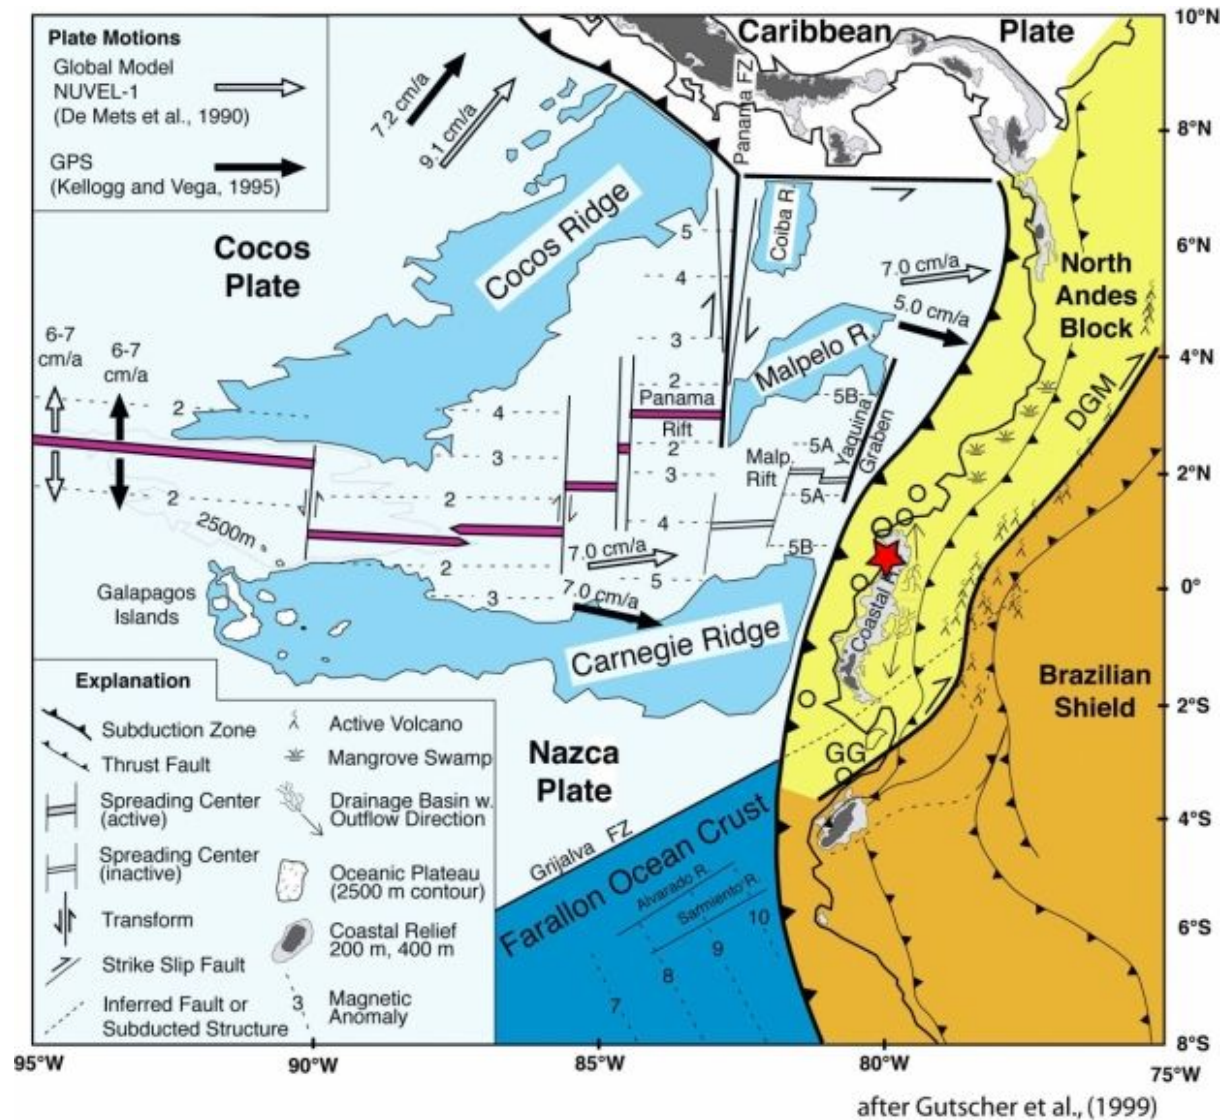 Plate Motions
Global Model
NUVEL-1
(De Mets et al., 1990)
GPS
(Kellogg and Vega, 1995)
7.2 cm/a
9.1 cm/a
Caribbean Plate
Panama FZ
10°N
8°N
6°N
4°N
2°N
0°
2°S
4°S
6°S
8°S
Cocos
Plate
Cocos Ridge
Coiba R.
5
4
3
2
7.0 cm/a
5.0 cm/a
North
Andes
Block
6-7
cm/a
6-7
cm/a
2
2
Malpelo R.
DGM
4
3
2
Panama
Rift
2
3
4
5B
5A
Yaquina
Graben
Malp.
Rift
5A
5B
2500m
7.0 cm/a
2
3
5
7.0 cm/a
Galapagos
Islands
Carnegie Ridge
Coastal
Brazilian
Shield
GG
Nazca
Plate
Grijalva FZ
Farallon Ocean Crust
Alvarado R.
Sarmiento R.
7
8
9
10
Explanation
Subduction Zone
Thrust Fault
Spreading Center
(active)
Spreading Center
(inactive)
Transform
Strike Slip Fault
Inferred Fault or
Subducted Structure
Active Volcano
Mangrove Swamp
Drainage Basin w.
Outflow Direction
Oceanic Plateau
(2500 m contour)
Coastal Relief
200 m, 400 m
3 Magnetic
Anomaly
95°W
90°W
85°W
80°W
75°W
after Gutscher et al., (1999)